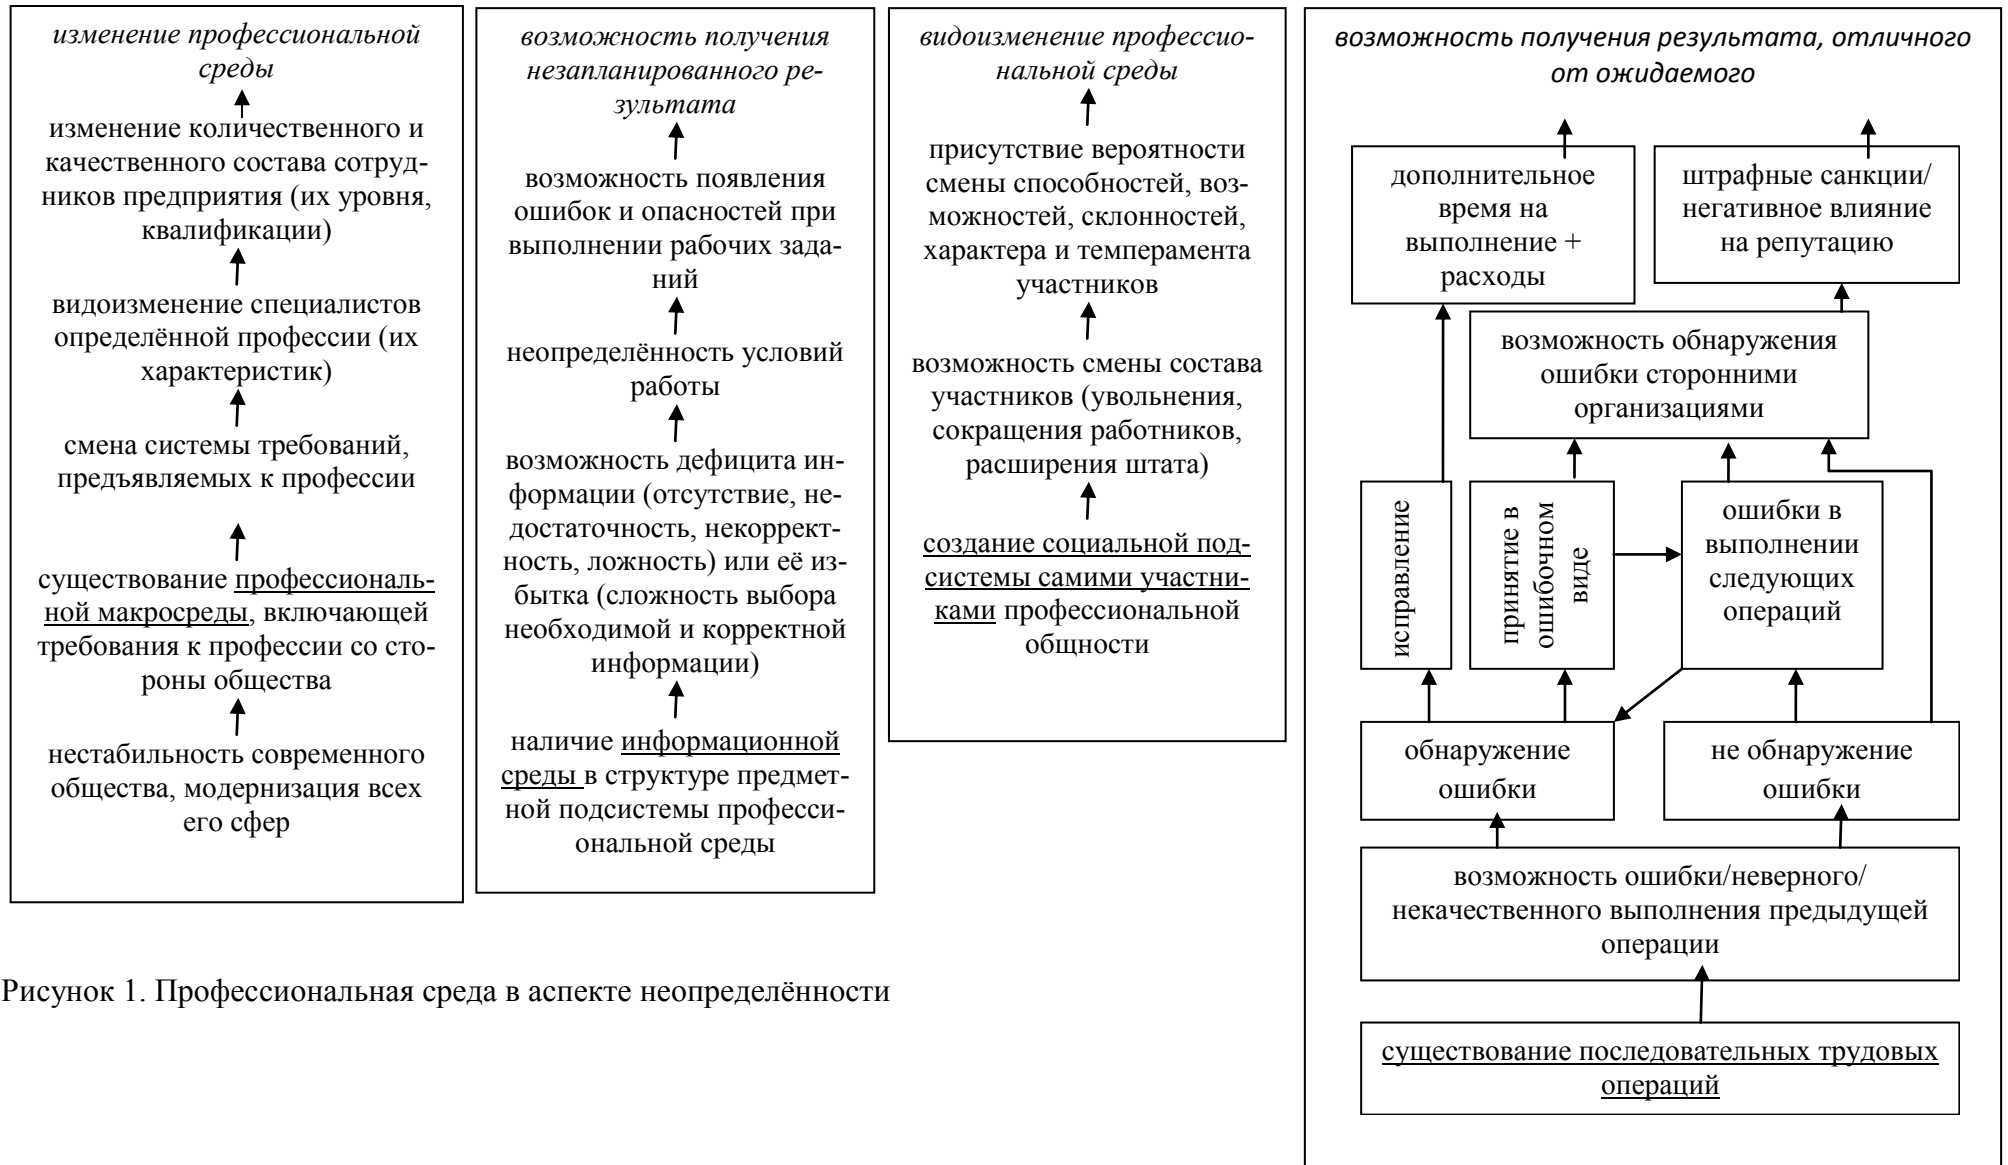 изменение профессиональной
среды
изменение количественного и
качественного состава сотруд-
ников предприятия (их уровня,
квалификации)
видоизменение специалистов
определённой профессии (их
характеристик)
смена системы требований,
предъявляемых к профессии
существование профессиональ-
ной макросреды, включающей
требования к профессии со сто-
роны общества
нестабильность современного
общества, модернизация всех
его сфер
возможность получения
незапланированного ре-
зультата
возможность появления
ошибок и опасностей при
выполнении рабочих зада-
ний
неопределённость условий
работы
возможность дефицита ин-
формации (отсутствие, не-
достаточность, некоррект-
ность, ложность) или её из-
бытка (сложность выбора
необходимой и корректной
информации)
наличие информационной
среды в структуре предмет-
ной подсистемы професси-
ональной среды
видоизменение профессио-
нальной среды
присутствие вероятности
смены способностей, воз-
можностей, склонностей,
характера и темперамента
участников
возможность смены состава
участников (увольнения,
сокращения работников,
расширения штата)
создание социальной под-
системы самими участни-
ками профессиональной
общности
возможность получения результата, отличного
от ожидаемого
дополнительное
время на
выполнение +
расходы
штрафные санкции/
негативное влияние
на репутацию
возможность обнаружения
ошибки сторонними
организациями
исправление
принятие в
ошибочном
виде
ошибки в
выполнении
следующих
операций
обнаружение
ошибки
не обнаружение
ошибки
возможность ошибки/неверного/
некачественного выполнения предыдущей
операции
существование последовательных трудовых
операций
Рисунок 1. Профессиональная среда в аспекте неопределённости